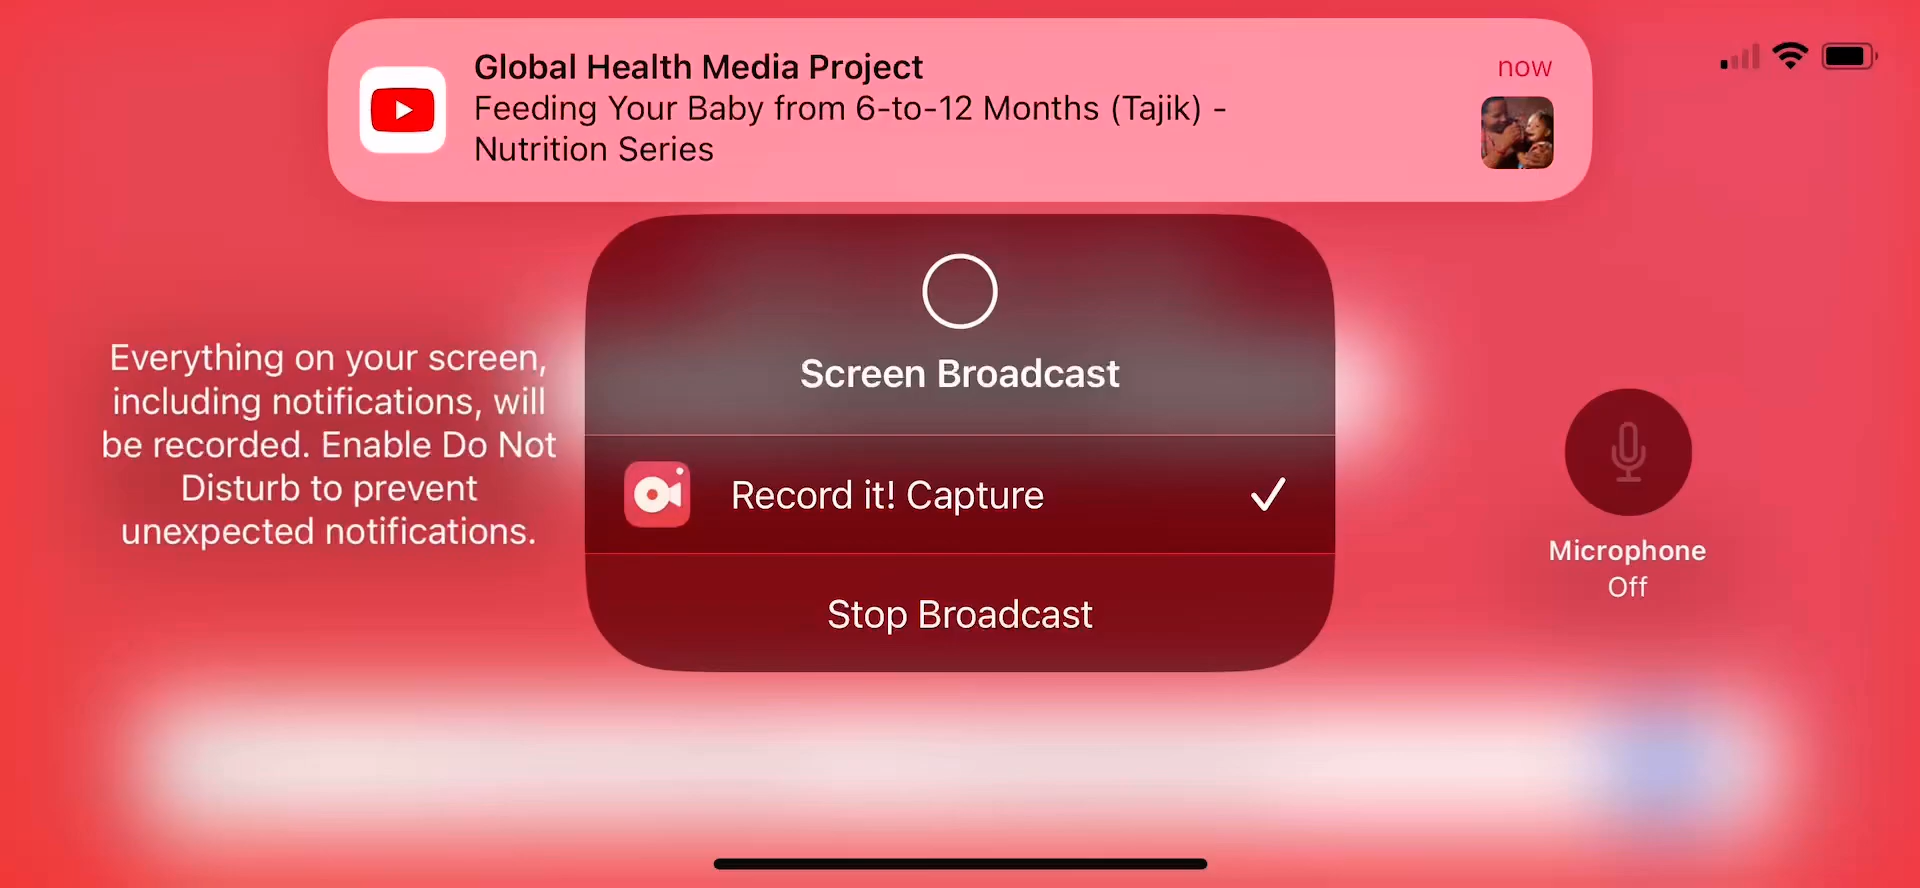 Global Health Media Project
now
Feeding Your Baby from 6-to-12 Months (Tajik) -
Nutrition Series
Screen Broadcast
Everything on your screen,
including notifications, will
be recorded. Enable Do Not
Disturb to prevent
unexpected notifications.
Record it! Capture
Stop Broadcast
Microphone
Off